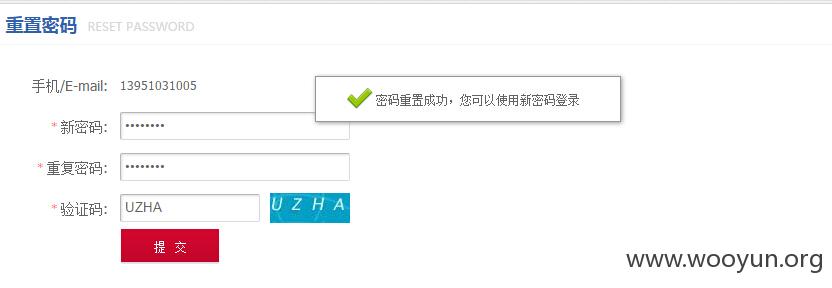 重置密码 RESET PASSWORD
手机/E-mail: 13951031005
密码重置成功，您可以使用新密码登录
* 新密码: ••••••••
* 重复密码: ••••••••
* 验证码: UZHA UZHA
提 交
www.wooyun.org